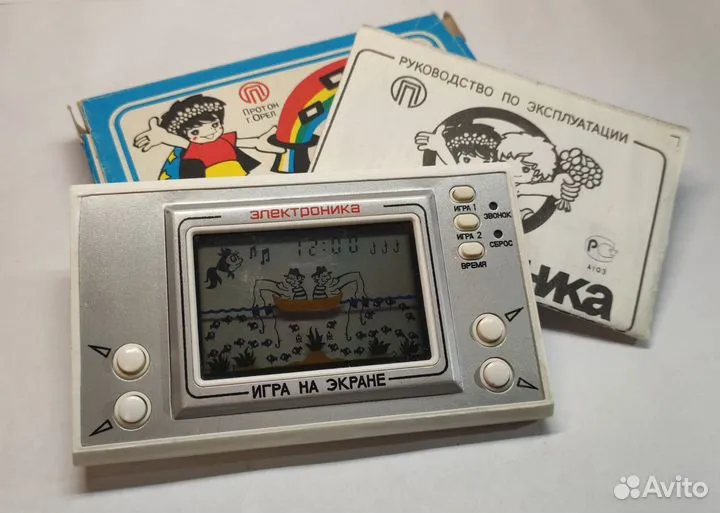 ПРОТОН
Г. ОРЕЛ
РУКОВОДСТВО ПО ЭКСПЛУАТАЦИИ
П
Р
А103
ника
электроника
12:00
ИГРА 1
ЗВОНОК
ИГРА 2
СБРОС
ВРЕМЯ
ИГРА НА ЭКРАНЕ
Avito